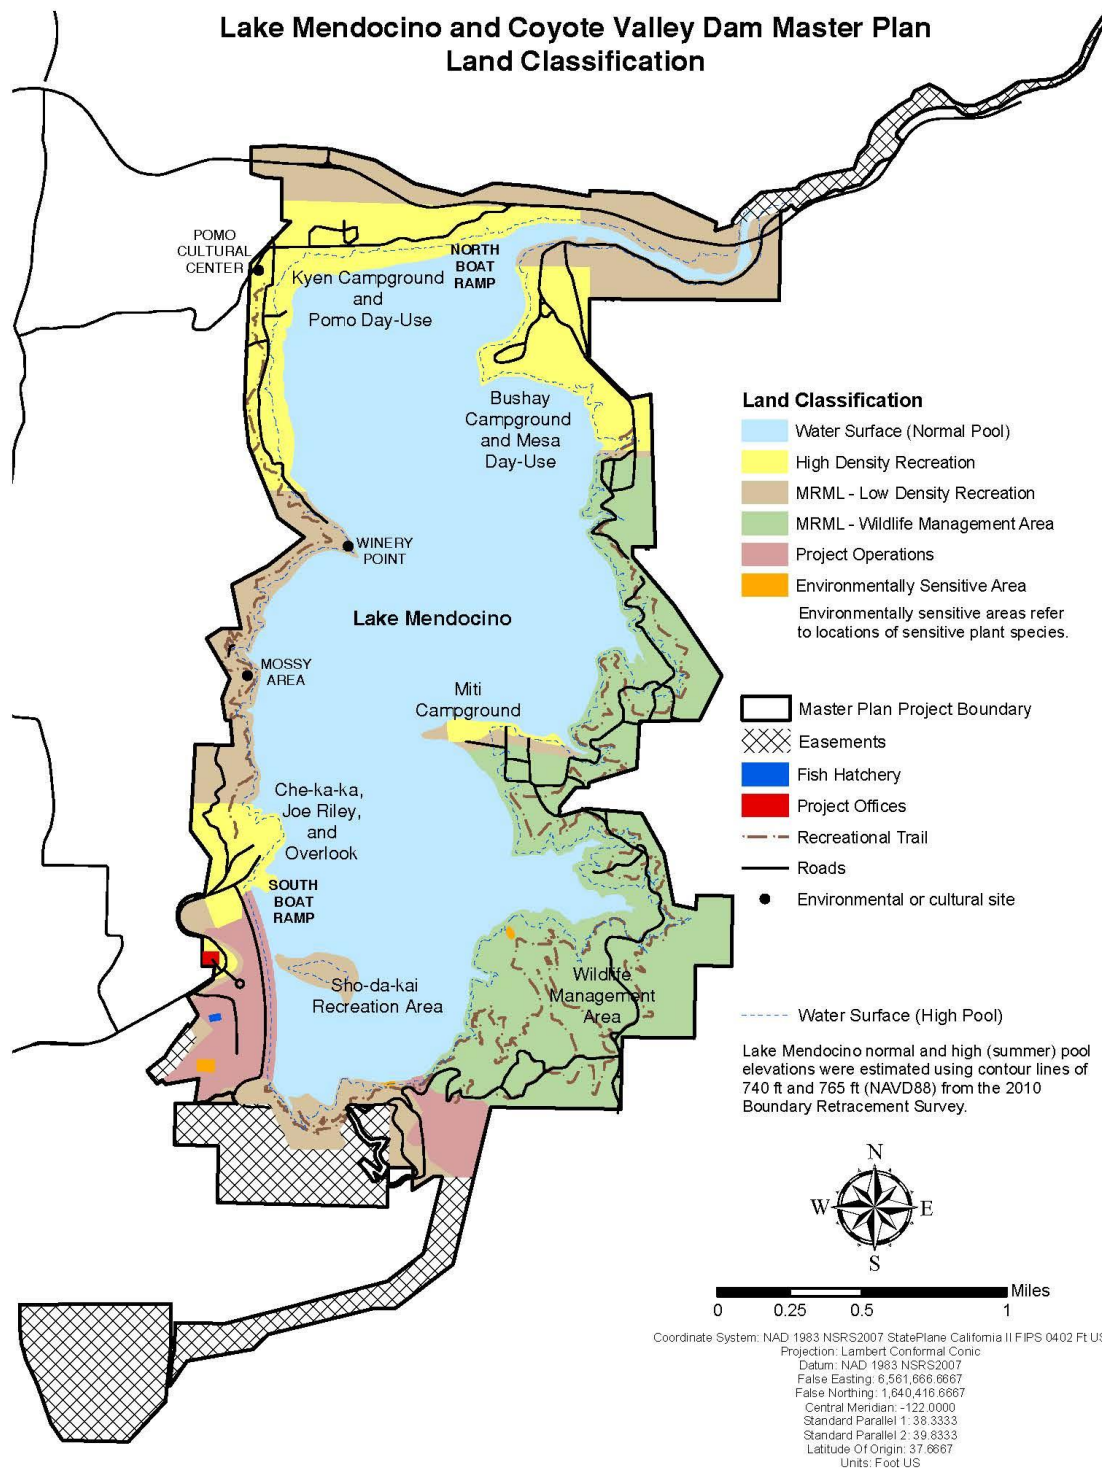 Lake Mendocino and Coyote Valley Dam Master Plan
Land Classification
POMO
CULTURAL
CENTER
NORTH
BOAT
RAMP
Kyen Campground
and
Pomo Day-Use
Bushay
Campground
and Mesa
Day-Use
WINERY
POINT
Lake Mendocino
MOSSY
AREA
Miti
Campground
Che-ka-ka,
Joe Riley,
and
Overlook
SOUTH
BOAT
RAMP
Sho-da-kai
Recreation Area
Wildlife
Management
Area
Land Classification
Water Surface (Normal Pool)
High Density Recreation
MRML - Low Density Recreation
MRML - Wildlife Management Area
Project Operations
Environmentally Sensitive Area
Environmentally sensitive areas refer
to locations of sensitive plant species.
Master Plan Project Boundary
Easements
Fish Hatchery
Project Offices
Recreational Trail
Roads
Environmental or cultural site
Water Surface (High Pool)
Lake Mendocino normal and high (summer) pool
elevations were estimated using contour lines of
740 ft and 765 ft (NAVD88) from the 2010
Boundary Retracement Survey.
N
W E
S
Miles
0 0.25 0.5 1
Coordinate System: NAD 1983 NSRS2007 StatePlane California II FIPS 0402 Ft US
Projection: Lambert Conformal Conic
Datum: NAD 1983 NSRS2007
False Easting: 6,561,666.6667
False Northing: 1,640,416.6667
Central Meridian: -122.0000
Standard Parallel 1: 38.3333
Standard Parallel 2: 39.8333
Latitude Of Origin: 37.6667
Units: Foot US